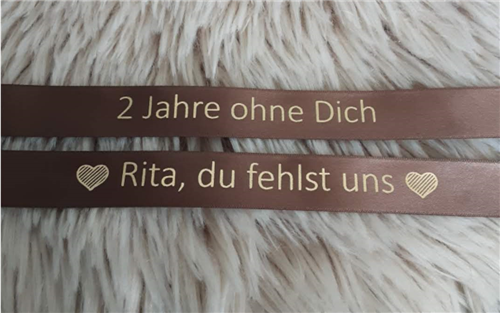 2 Jahre ohne Dich
Rita, du fehlst uns